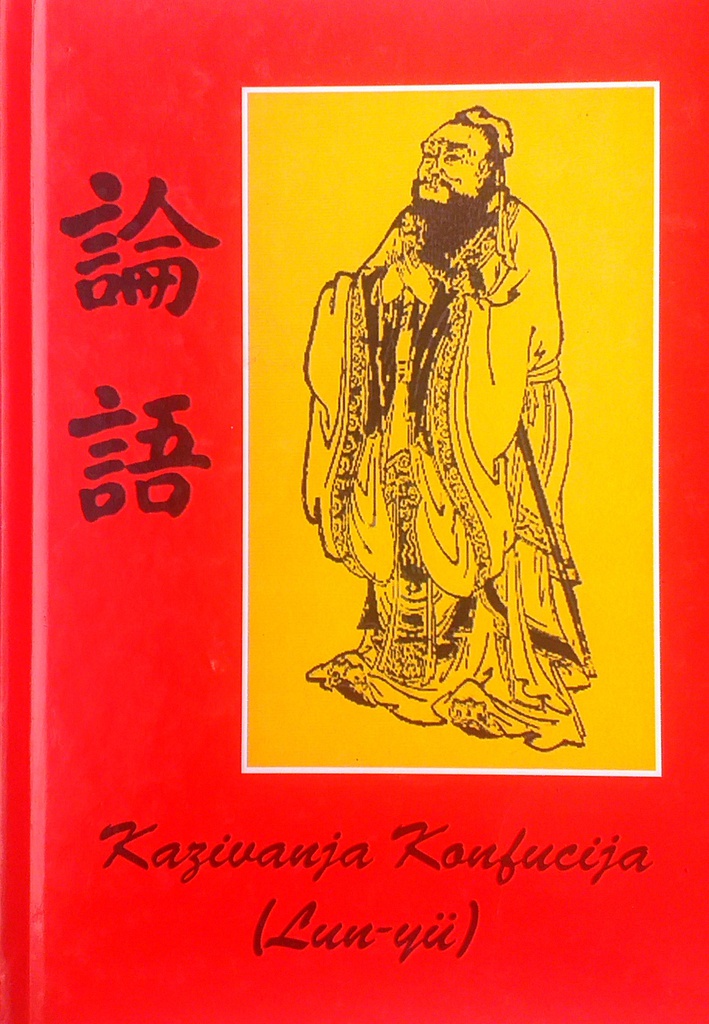 論
語
Kazivanja Konfucija
(Lun-yü)